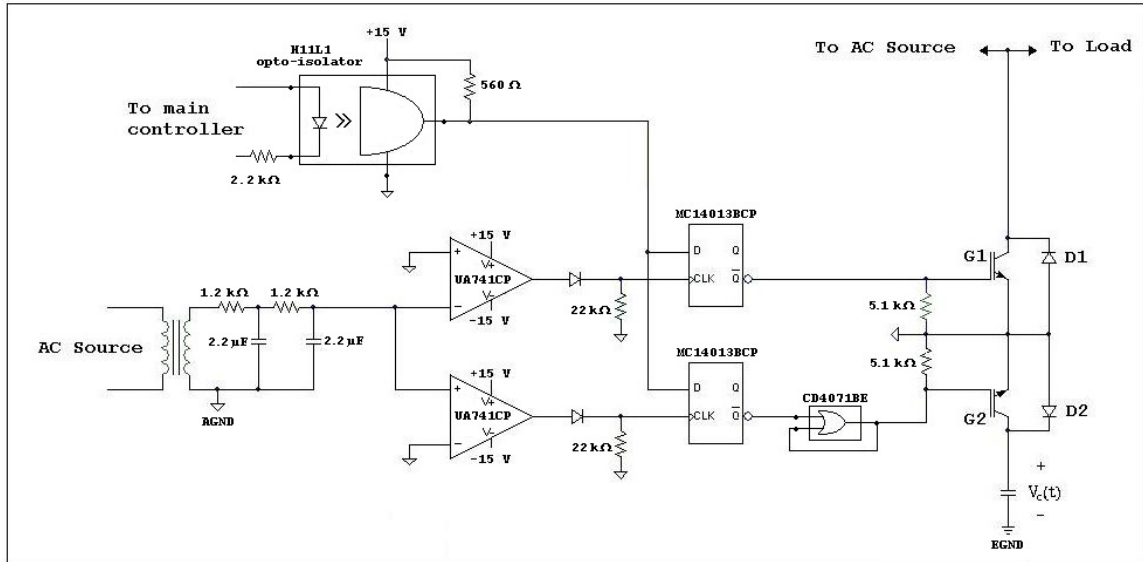 +15 V
H11L1
opto-isolator
560 Ω
To main
controller
2.2 kΩ
To AC Source
To Load
MC14013BCP
D Q
CLK Q
+15 V
V+
UA741CP
V-
-15 V
+
-
22 kΩ
1.2 kΩ 1.2 kΩ
2.2 µF 2.2 µF
AC Source
AGND
G1
D1
5.1 kΩ
5.1 kΩ
MC14013BCP
D Q
CLK Q
+15 V
V+
UA741CP
V-
-15 V
+
-
22 kΩ
CD4071BE
G2
D2
+
Vc(t)
-
EGND